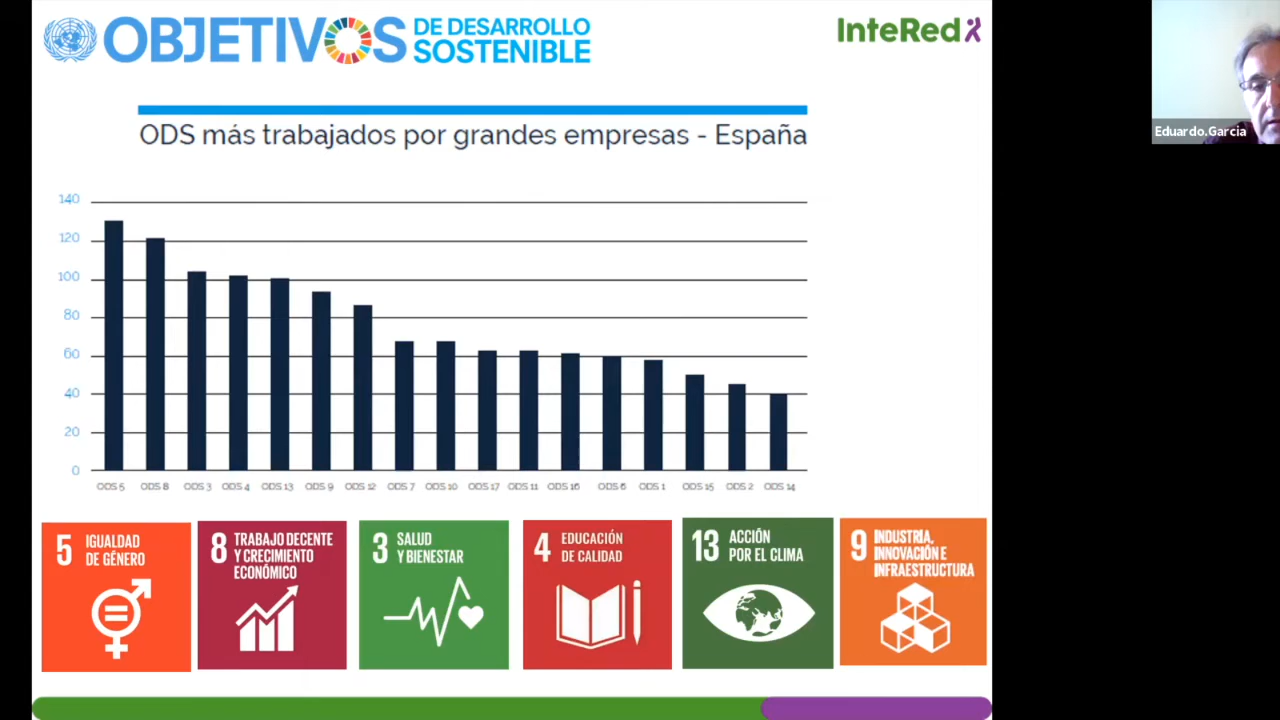 OBJETIVOS DE DESARROLLO SOSTENIBLE
InteRed
Eduardo.Garcia
ODS más trabajados por grandes empresas - España
140
120
100
80
60
40
20
0
ODS 5 ODS 8 ODS 3 ODS 4 ODS 13 ODS 9 ODS 12 ODS 7 ODS 10 ODS 17 ODS 11 ODS 16 ODS 6 ODS 1 ODS 15 ODS 2 ODS 14
5 IGUALDAD
DE GÉNERO
8 TRABAJO DECENTE
Y CRECIMIENTO
ECONÓMICO
3 SALUD
Y BIENESTAR
4 EDUCACIÓN
DE CALIDAD
13 ACCIÓN
POR EL CLIMA
9 INDUSTRIA,
INNOVACIÓN E
INFRAESTRUCTURA